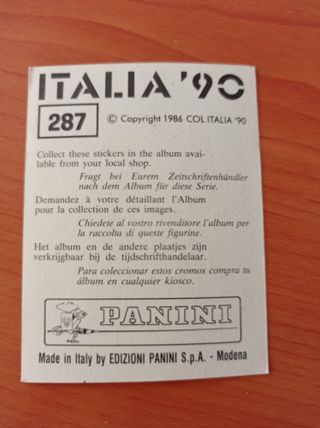 ITALIA '90
287
© Copyright 1986 COL ITALIA '90
Collect these stickers in the album avai-
lable from your local shop.
Fragt bei Eurem Zeitschriftenhändler
nach dem Album für diese Serie.
Demandez à votre détaillant l'Album
pour la collection de ces images.
Chiedete al vostro rivenditore l'album per
la raccolta di queste figurine.
Het album en de andere plaatjes zijn
verkrijgbaar bij de tijdschrifthandelaar.
Para coleccionar estos cromos compra tu
álbum en cualquier kiosco.
PANINI
Made in Italy by EDIZIONI PANINI S.p.A. - Modena